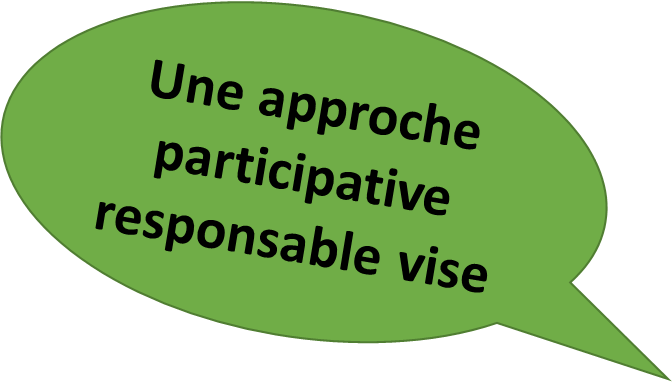 Une approche
participative
responsable vise